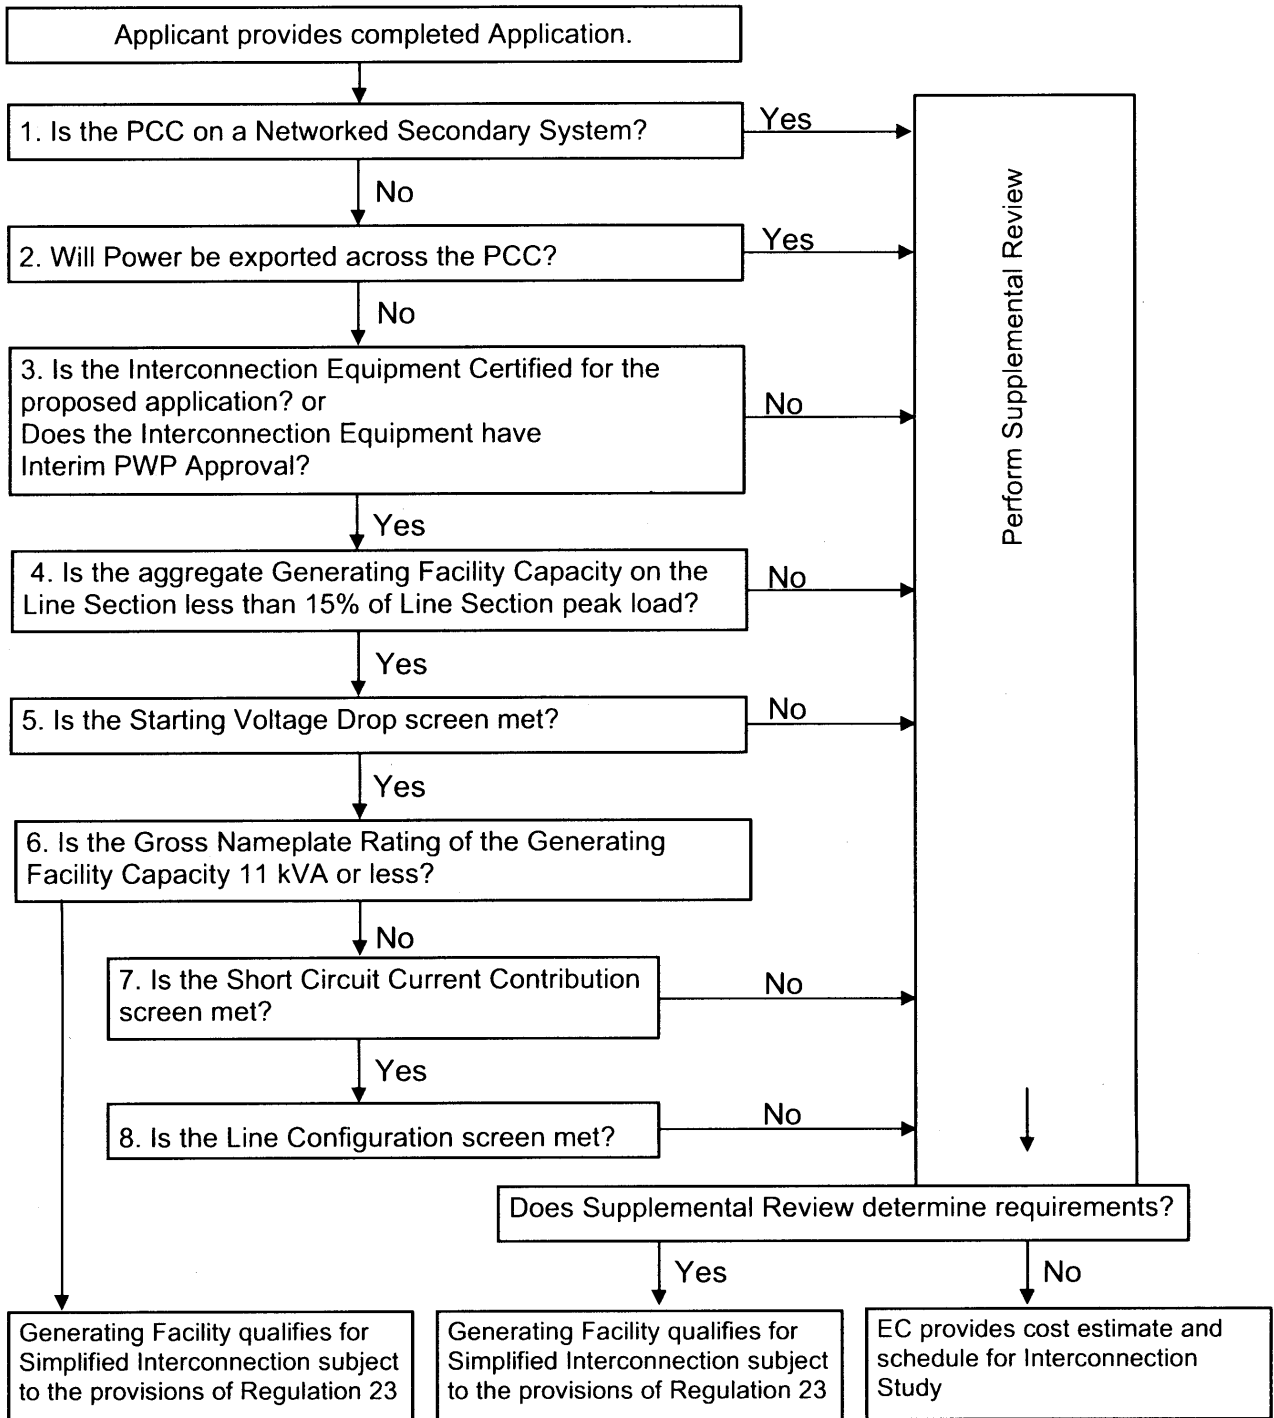 Applicant provides completed Application.
1. Is the PCC on a Networked Secondary System?
Yes
No
2. Will Power be exported across the PCC?
Yes
No
3. Is the Interconnection Equipment Certified for the
proposed application? or
Does the Interconnection Equipment have
Interim PWP Approval?
No
Yes
4. Is the aggregate Generating Facility Capacity on the
Line Section less than 15% of Line Section peak load?
No
Yes
5. Is the Starting Voltage Drop screen met?
No
Yes
6. Is the Gross Nameplate Rating of the Generating
Facility Capacity 11 kVA or less?
No
7. Is the Short Circuit Current Contribution
screen met?
No
Yes
8. Is the Line Configuration screen met?
No
Perform Supplemental Review
Does Supplemental Review determine requirements?
Yes
No
Generating Facility qualifies for
Simplified Interconnection subject
to the provisions of Regulation 23
Generating Facility qualifies for
Simplified Interconnection subject
to the provisions of Regulation 23
EC provides cost estimate and
schedule for Interconnection
Study